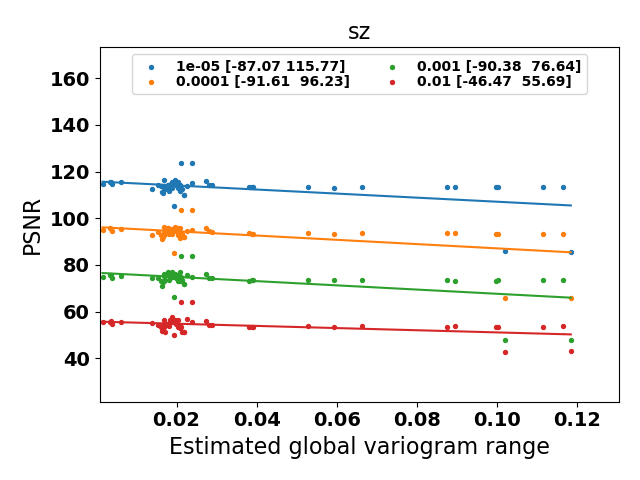 sz
1e-05 [-87.07 115.77]
0.0001 [-91.61  96.23]
0.001 [-90.38  76.64]
0.01 [-46.47  55.69]
160
140
120
100
80
60
40
PSNR
0.02 0.04 0.06 0.08 0.10 0.12
Estimated global variogram range